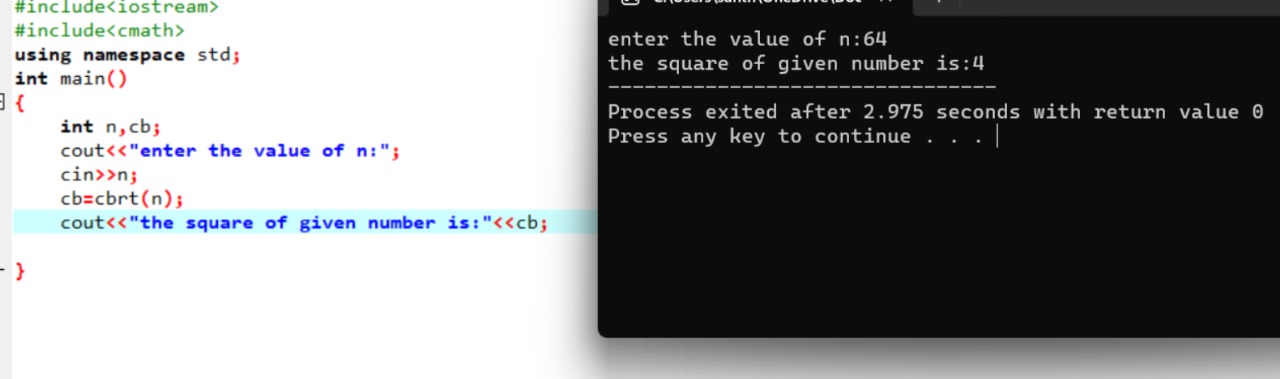 #include<iostream>
#include<cmath>
using namespace std;
int main()
{
int n,cb;
cout<<"enter the value of n:";
cin>>n;
cb=cbrt(n);
cout<<"the square of given number is:"<<cb;
}
enter the value of n:64
the square of given number is:4
--------------------------------
Process exited after 2.975 seconds with return value 0
Press any key to continue . . .